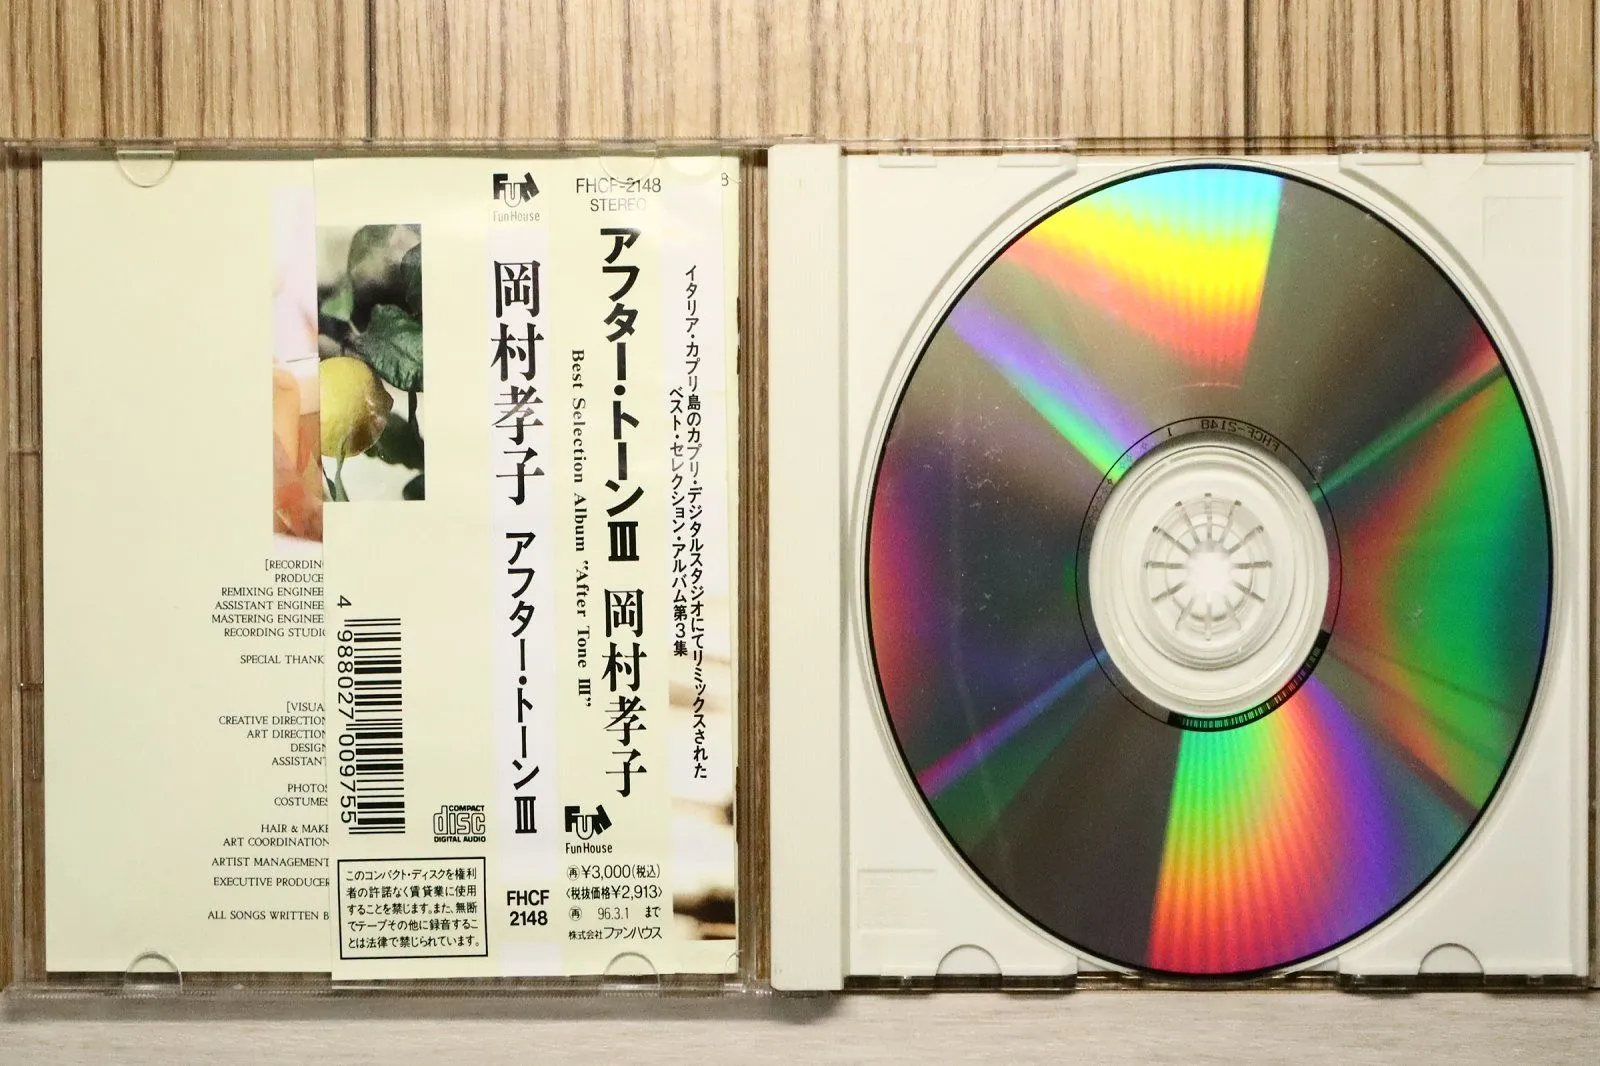 [RECORDIN
PRODUCE
REMIXING ENGINEE
ASSISTANT ENGINEE
MASTERING ENGINEE
RECORDING STUDI
SPECIAL THANK
[VISUA
CREATIVE DIRECTION
ART DIRECTION
DESIGN
ASSISTANT
PHOTOS
COSTUMES
HAIR & MAKE
ART COORDINATION
ARTIST MANAGEMENT
EXECUTIVE PRODUCER
ALL SONGS WRITTEN B
4 988027 009755
COMPACT
disc
DIGITAL AUDIO
このコンパクト・ディスクを権利
者の許諾なく賃貸業に使用
することを禁じます。また、無断
でテープその他に録音するこ
とは法律で禁じられています。
FUN
Fun House
岡村孝子 アフター・トーンⅢ
FHCF
2148
FHCF-2148
STEREO
アフター・トーンⅢ 岡村孝子
Best Selection Album "After Tone Ⅲ"
FUN
Fun House
再¥3,000(税込)
〈税抜価格¥2,913〉
再 96.3.1 まで
株式会社ファンハウス
8
イタリア・カプリ島のカプリ・デジタルスタジオにてリミックスされた
ベスト・セレクション・アルバム第3集
FHCF-2148 1